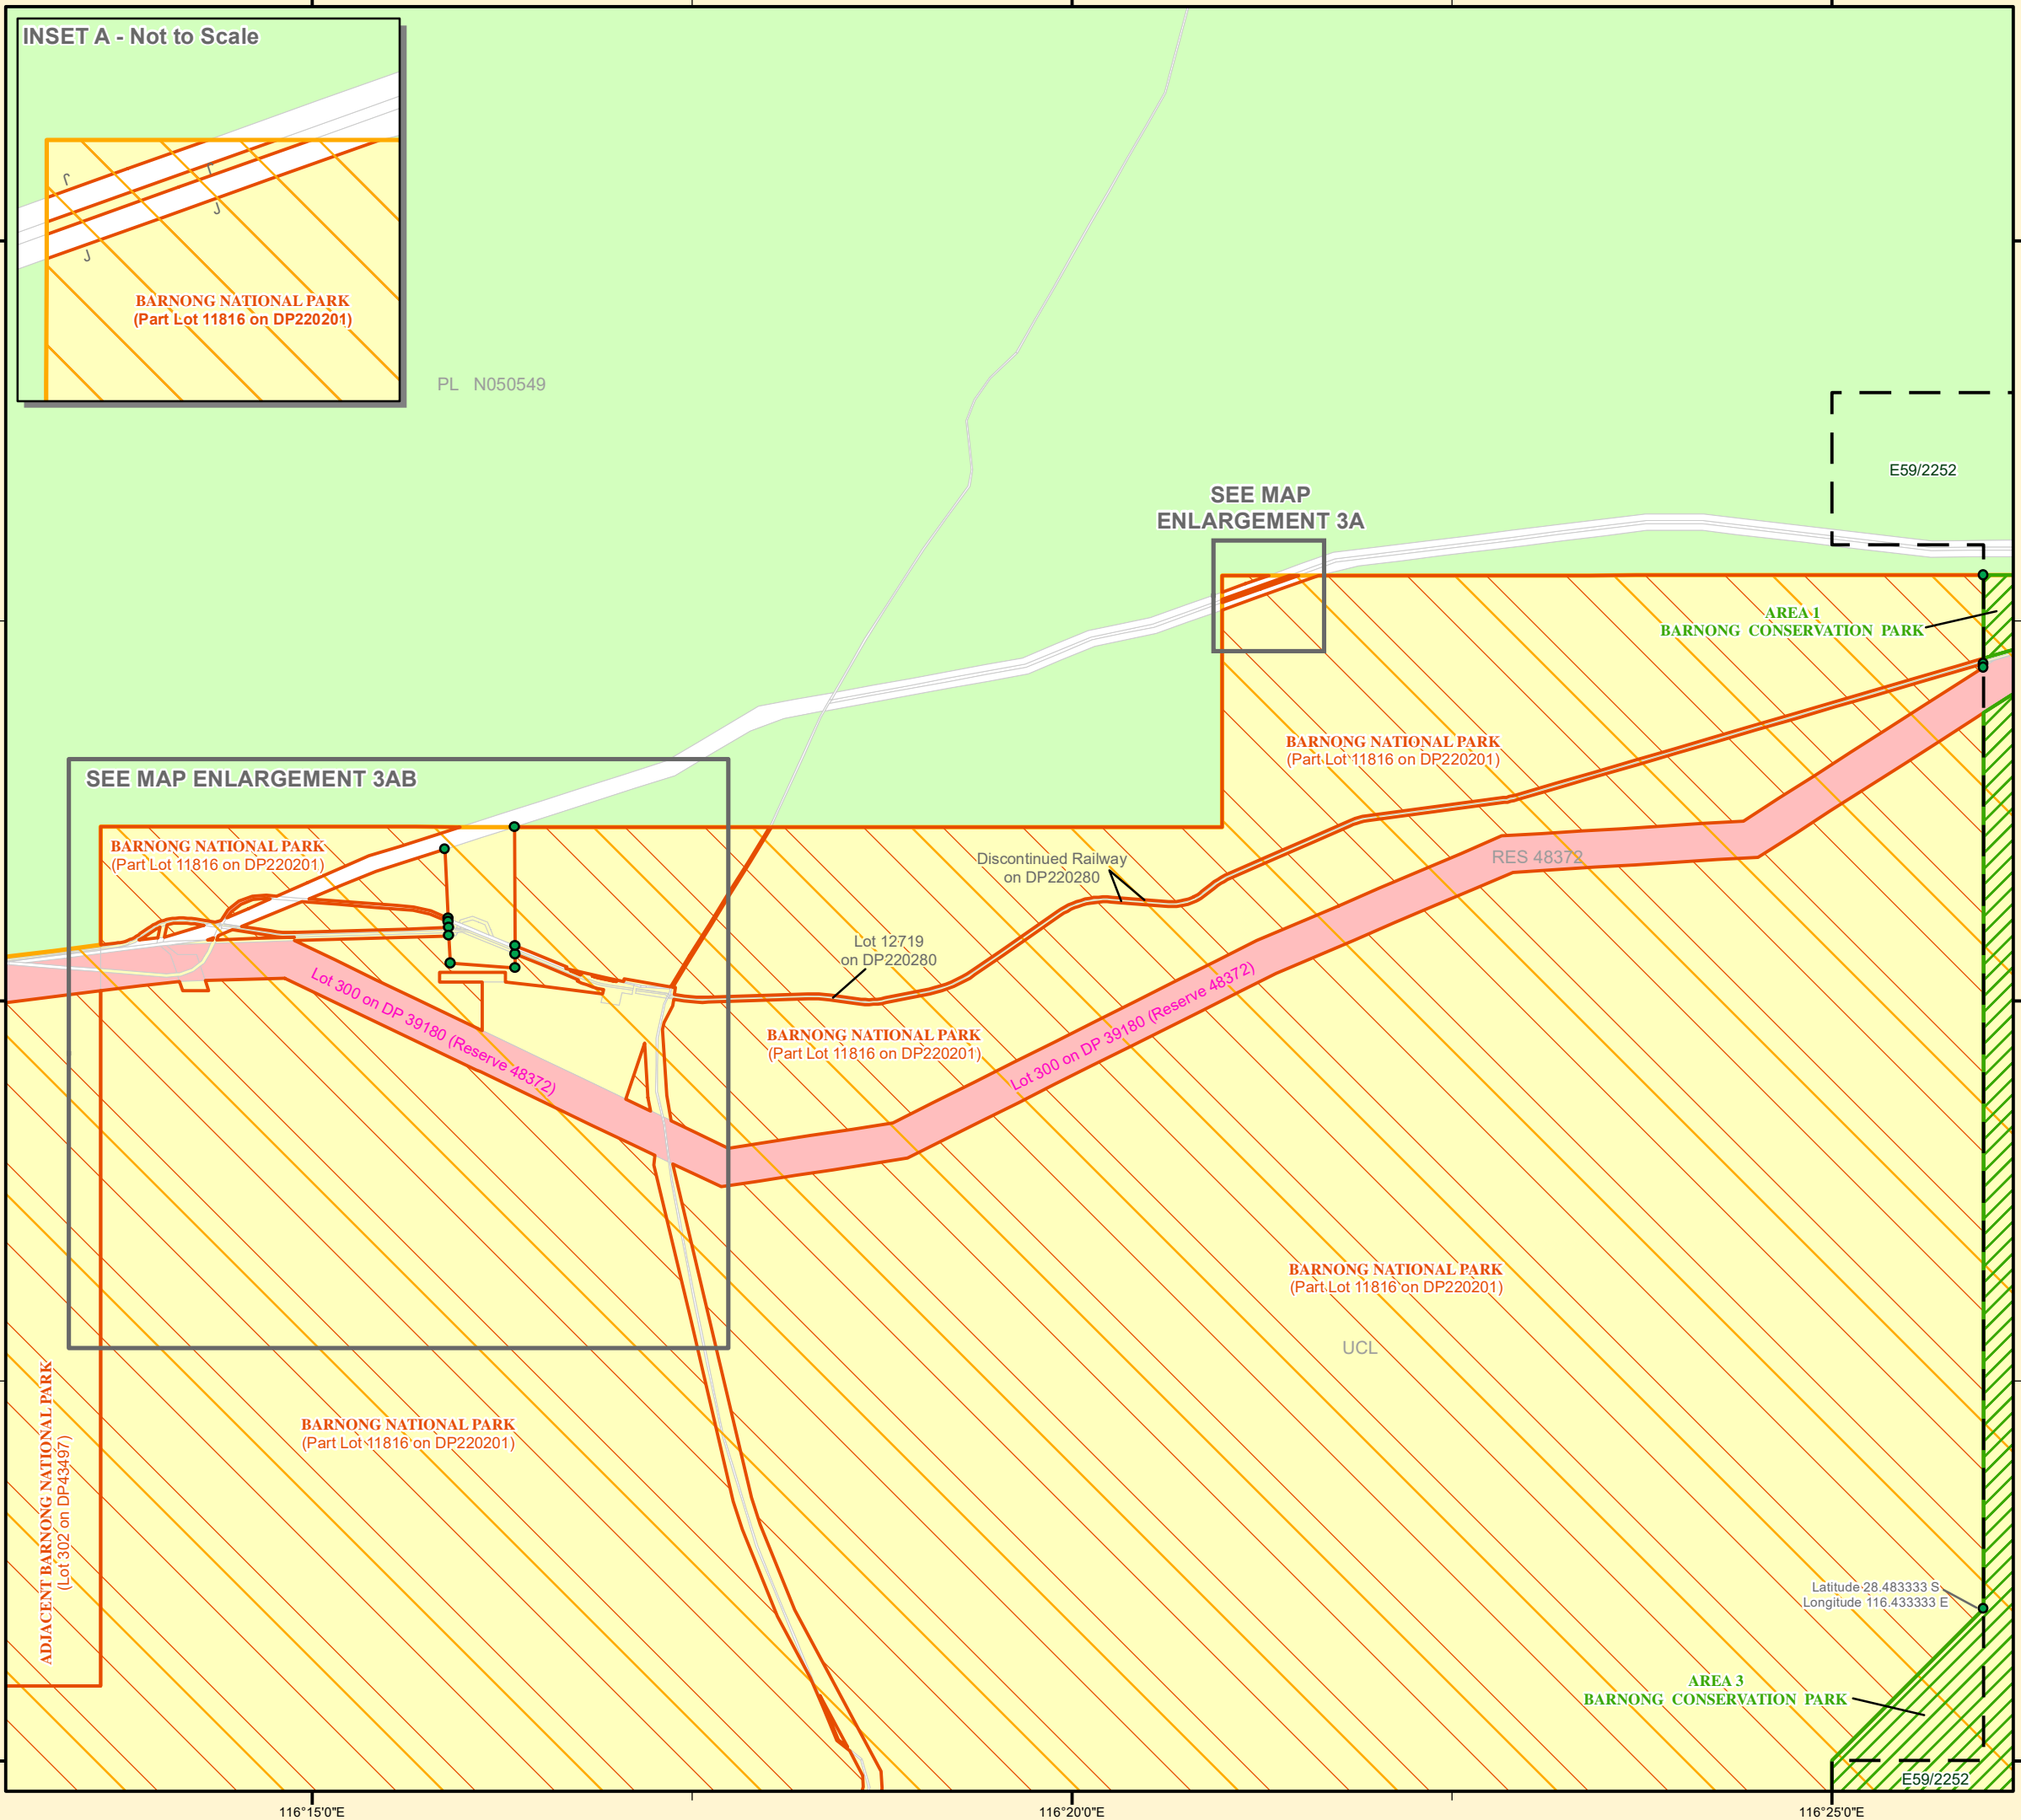 INSET A - Not to Scale
J
J
J
J
BARNONG NATIONAL PARK
(Part Lot 11816 on DP220201)
PL N050549
E59/2252
SEE MAP
ENLARGEMENT 3A
AREA 1
BARNONG CONSERVATION PARK
BARNONG NATIONAL PARK
(Part Lot 11816 on DP220201)
SEE MAP ENLARGEMENT 3AB
BARNONG NATIONAL PARK
(Part Lot 11816 on DP220201)
Discontinued Railway
on DP220280
RES 48372
Lot 12719
on DP220280
Lot 300 on DP 39180 (Reserve 48372)
Lot 300 on DP 39180 (Reserve 48372)
BARNONG NATIONAL PARK
(Part Lot 11816 on DP220201)
BARNONG NATIONAL PARK
(Part Lot 11816 on DP220201)
UCL
ADJACENT BARNONG NATIONAL PARK
(Lot 302 on DP43497)
BARNONG NATIONAL PARK
(Part Lot 11816 on DP220201)
Latitude 28.483333 S
Longitude 116.433333 E
AREA 3
BARNONG CONSERVATION PARK
E59/2252
116°15'0"E
116°20'0"E
116°25'0"E